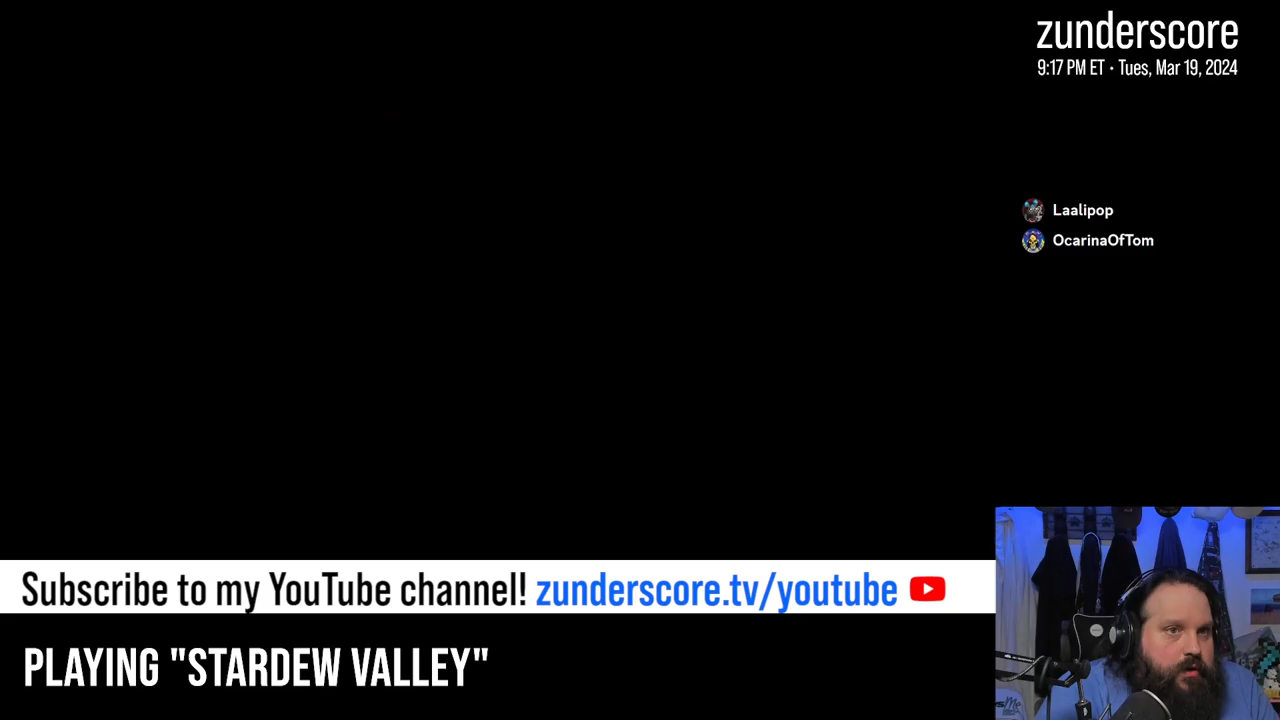 zunderscore
9:17 PM ET • Tues, Mar 19, 2024
Laalipop
OcarinaOfTom
Subscribe to my YouTube channel! zunderscore.tv/youtube
PLAYING "STARDEW VALLEY"